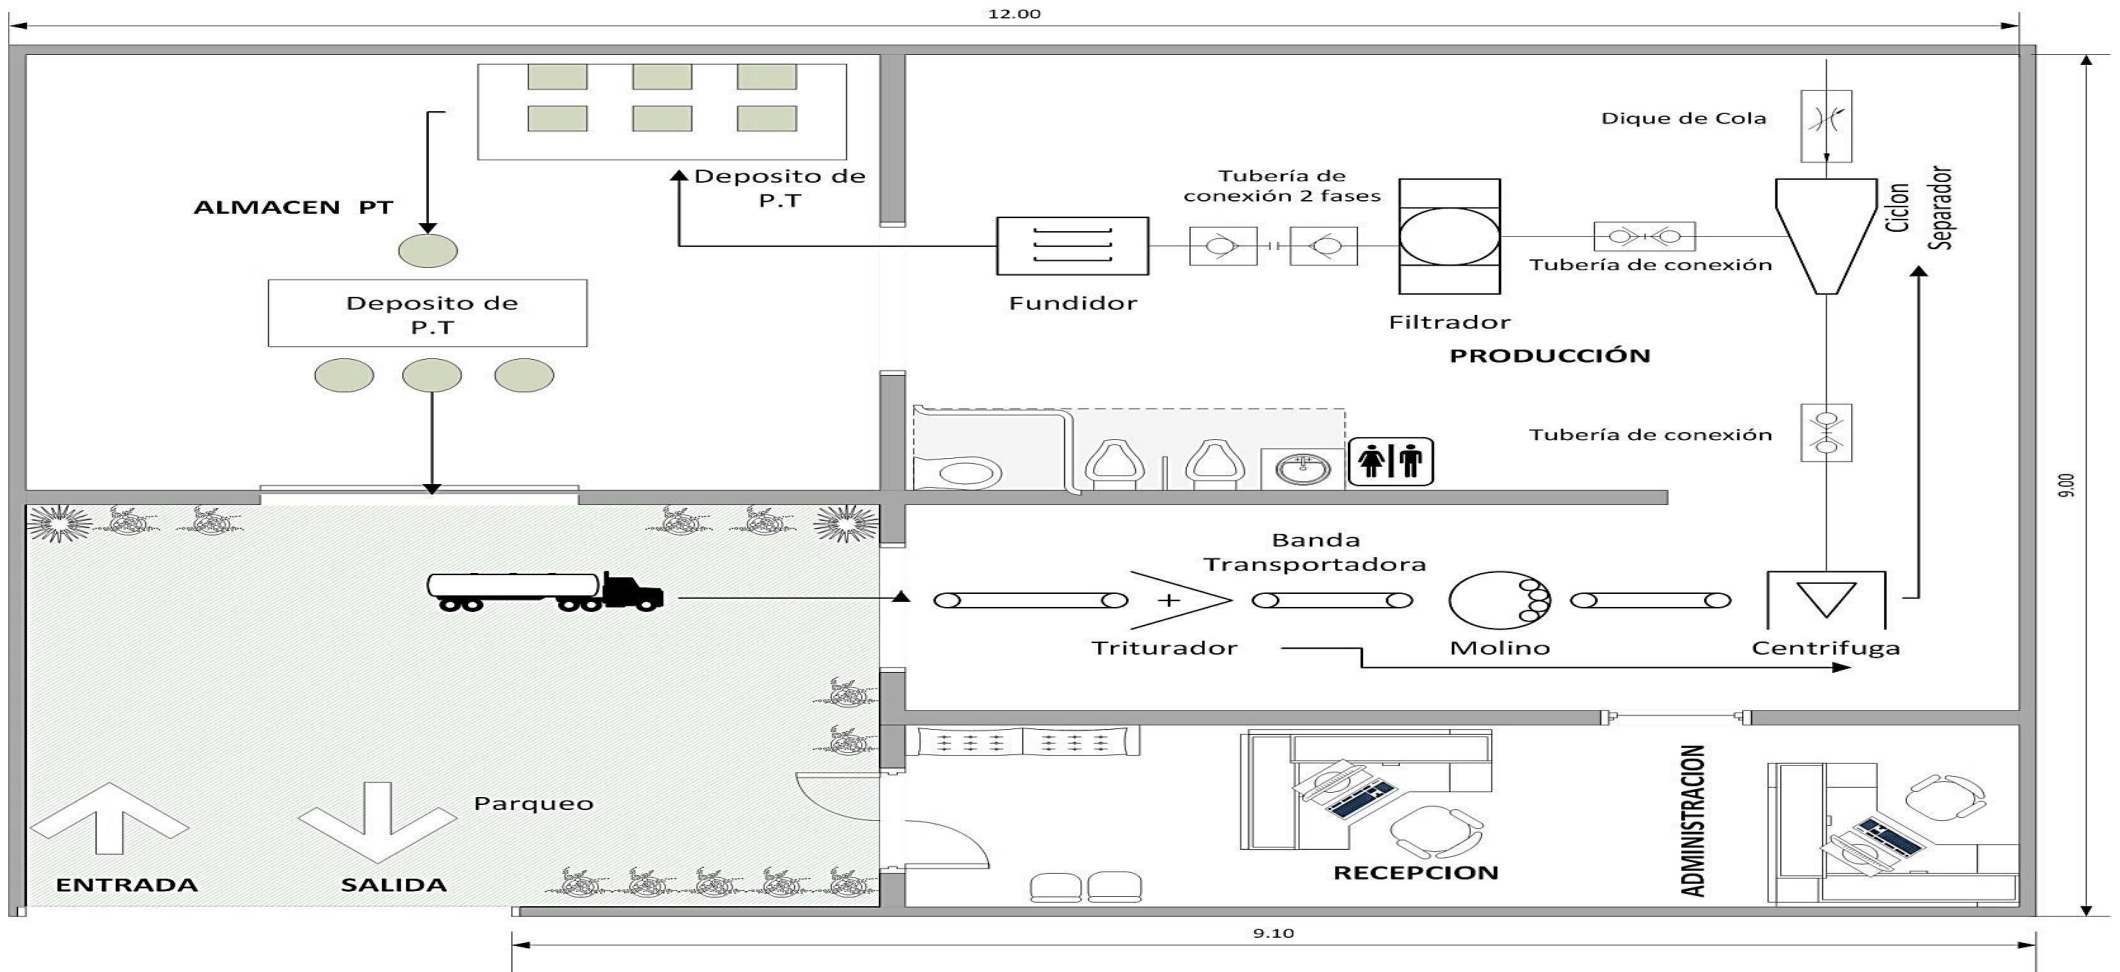 12.00
Dique de Cola
Tubería de
conexión 2 fases
Deposito de
P.T
ALMACEN PT
Ciclon
Separador
Tubería de conexión
Deposito de
P.T
Fundidor
Filtrador
PRODUCCIÓN
Tubería de conexión
9.00
Banda
Transportadora
Triturador
Molino
Centrifuga
Parqueo
ENTRADA
SALIDA
RECEPCION
ADMINISTRACION
9.10